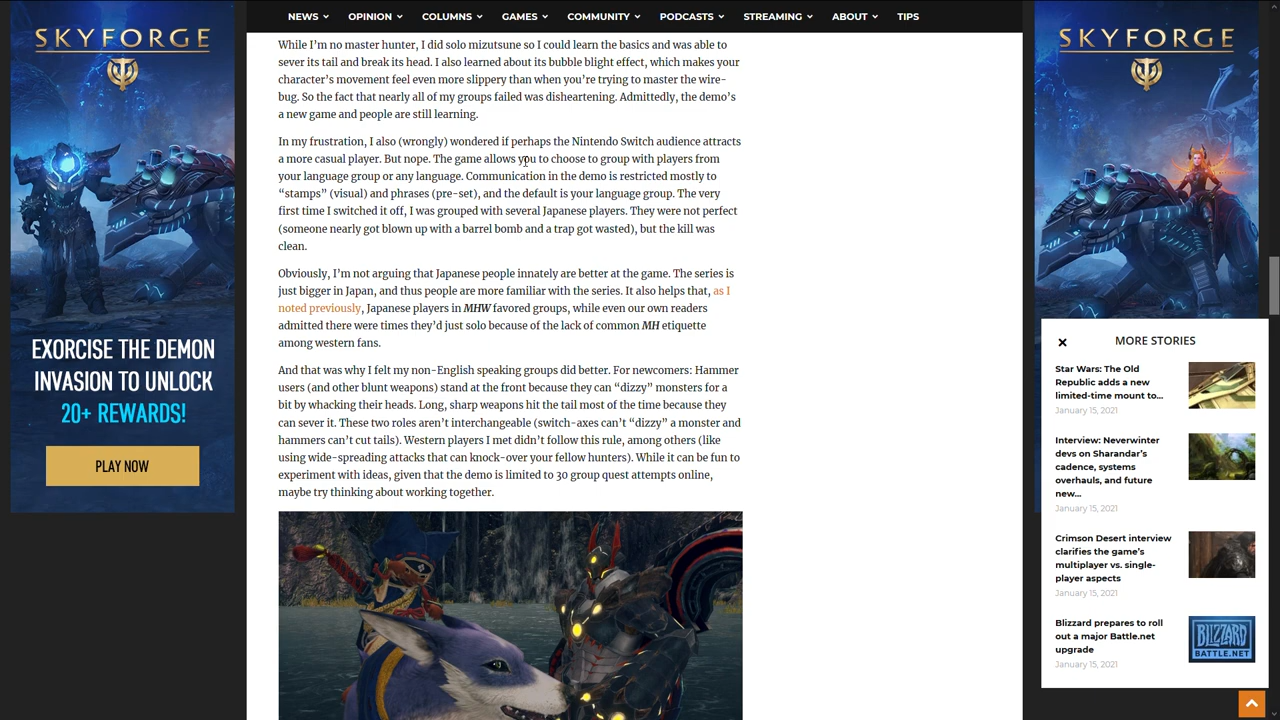 NEWS OPINION COLUMNS GAMES COMMUNITY PODCASTS STREAMING ABOUT TIPS
SKYFORGE
EXORCISE THE DEMON
INVASION TO UNLOCK
20+ REWARDS!
PLAY NOW
While I’m no master hunter, I did solo mizutsune so I could learn the basics and was able to
sever its tail and break its head. I also learned about its bubble blight effect, which makes your
character’s movement feel even more slippery than when you’re trying to master the wire-
bug. So the fact that nearly all of my groups failed was disheartening. Admittedly, the demo’s
a new game and people are still learning.
In my frustration, I also (wrongly) wondered if perhaps the Nintendo Switch audience attracts
a more casual player. But nope. The game allows you to choose to group with players from
your language group or any language. Communication in the demo is restricted mostly to
“stamps” (visual) and phrases (pre-set), and the default is your language group. The very
first time I switched it off, I was grouped with several Japanese players. They were not perfect
(someone nearly got blown up with a barrel bomb and a trap got wasted), but the kill was
clean.
Obviously, I’m not arguing that Japanese people innately are better at the game. The series is
just bigger in Japan, and thus people are more familiar with the series. It also helps that, as I
noted previously, Japanese players in MHW favored groups, while even our own readers
admitted there were times they’d just solo because of the lack of common MH etiquette
among western fans.
And that was why I felt my non-English speaking groups did better. For newcomers: Hammer
users (and other blunt weapons) stand at the front because they can “dizzy” monsters for a
bit by whacking their heads. Long, sharp weapons hit the tail most of the time because they
can sever it. These two roles aren’t interchangeable (switch-axes can’t “dizzy” a monster and
hammers can’t cut tails). Western players I met didn’t follow this rule, among others (like
using wide-spreading attacks that can knock-over your fellow hunters). While it can be fun to
experiment with ideas, given that the demo is limited to 30 group quest attempts online,
maybe try thinking about working together.
SKYFORGE
MORE STORIES
Star Wars: The Old
Republic adds a new
limited-time mount to...
January 15, 2021
Interview: Neverwinter
devs on Sharandar’s
cadence, systems
overhauls, and future
new...
January 15, 2021
Crimson Desert interview
clarifies the game’s
multiplayer vs. single-
player aspects
January 15, 2021
Blizzard prepares to roll
out a major Battle.net
upgrade
January 15, 2021
BLIZZARD
BATTLE.NET